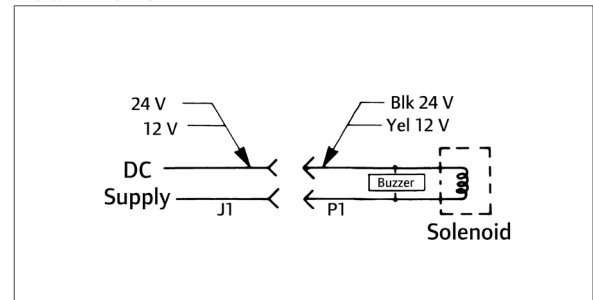 24 V
12 V
Blk 24 V
Yel 12 V
DC
Supply
J1
P1
Buzzer
Solenoid